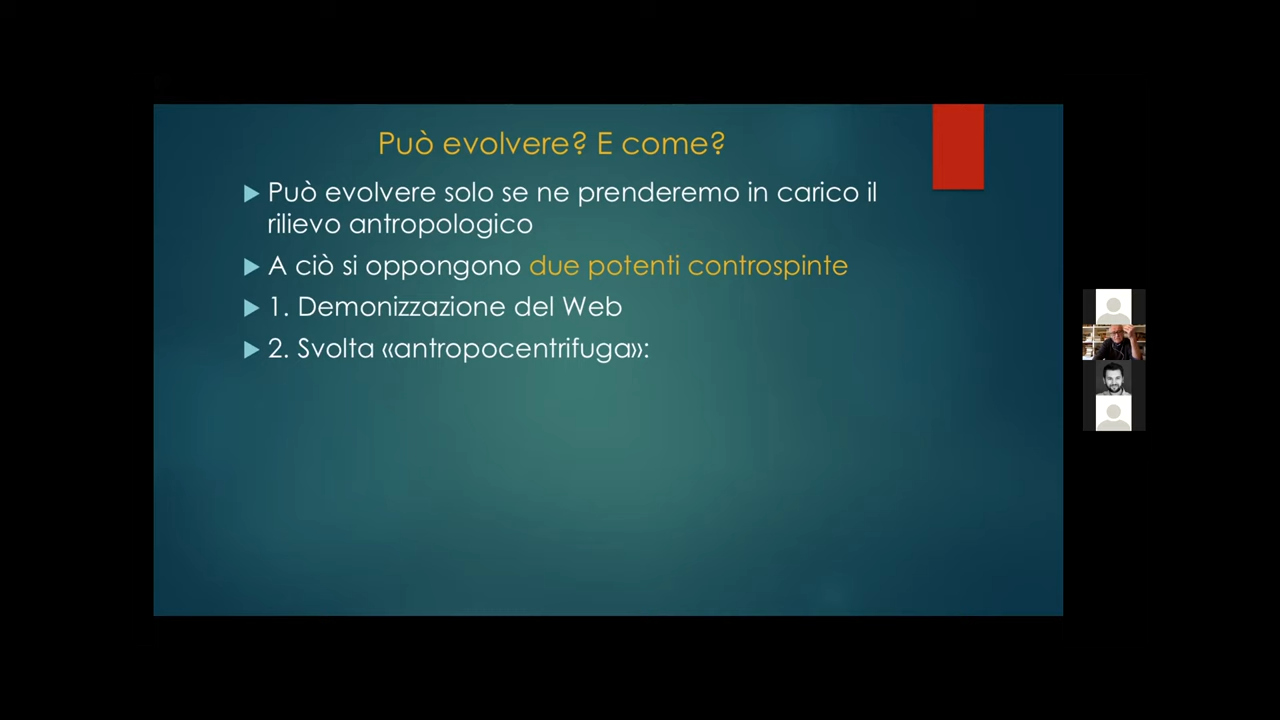 Può evolvere? E come?
Può evolvere solo se ne prenderemo in carico il
rilievo antropologico
A ciò si oppongono due potenti controspinte
1. Demonizzazione del Web
2. Svolta «antropocentrifuga»: